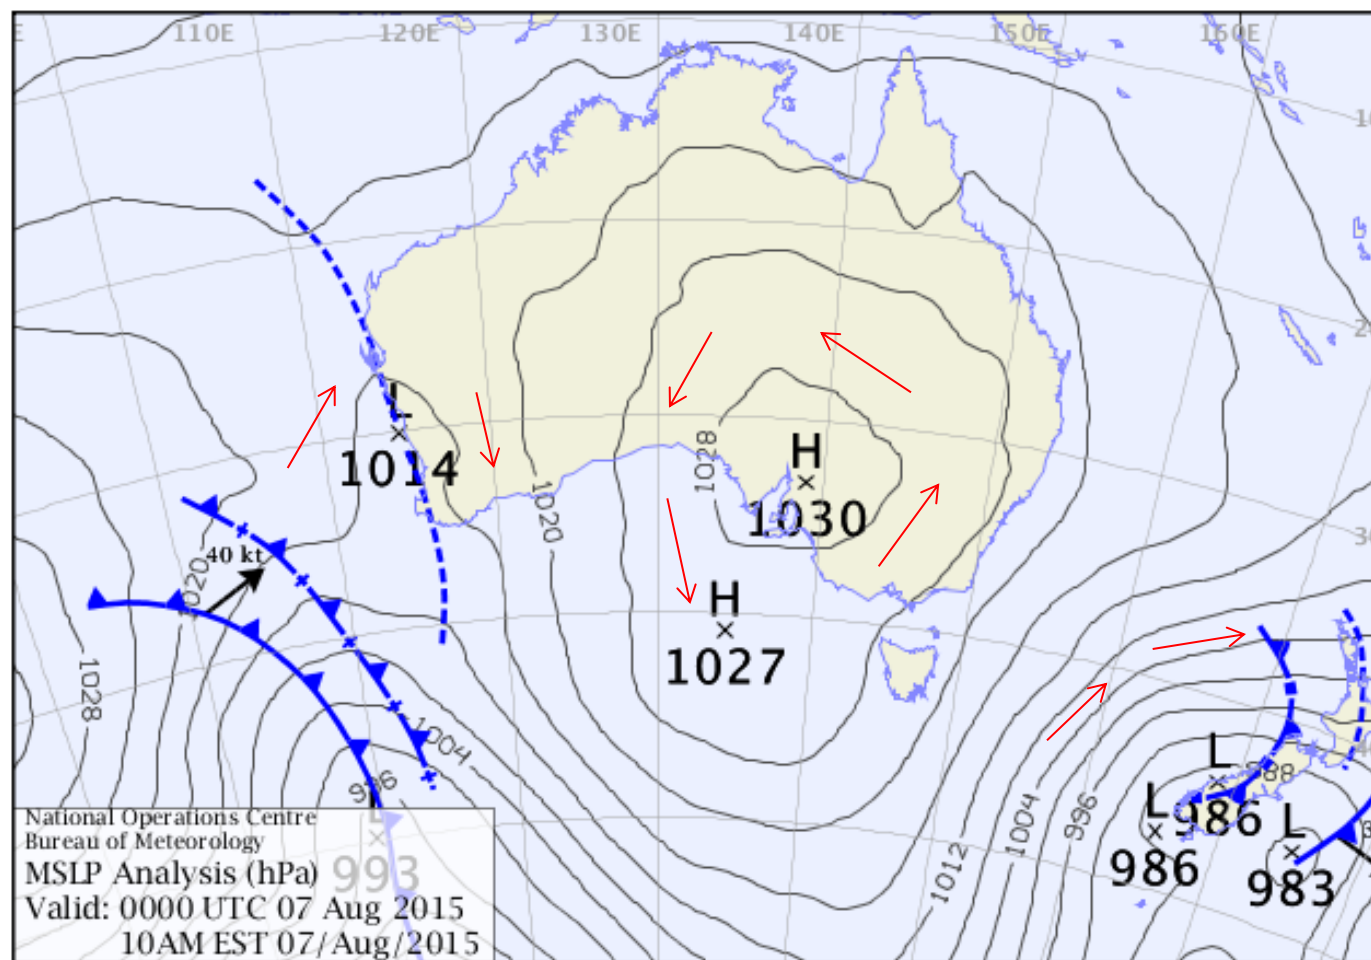 E 110E 120E 130E 140E 150E 160E
L
1014
1028
H
1030
1020
40 kt
1020
H
1027
1028
1004
996
L
993
L
988
986
L
986
L
983
1004
996
1012
National Operations Centre
Bureau of Meteorology
MSLP Analysis (hPa)
Valid: 0000 UTC 07 Aug 2015
10AM EST 07/Aug/2015